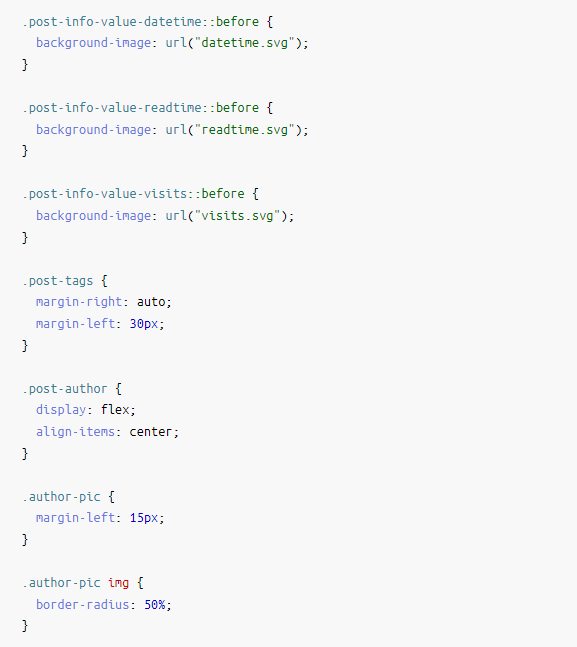 .post-info-value-datetime::before {
  background-image: url("datetime.svg");
}
.post-info-value-readtime::before {
  background-image: url("readtime.svg");
}
.post-info-value-visits::before {
  background-image: url("visits.svg");
}
.post-tags {
  margin-right: auto;
  margin-left: 30px;
}
.post-author {
  display: flex;
  align-items: center;
}
.author-pic {
  margin-left: 15px;
}
.author-pic img {
  border-radius: 50%;
}